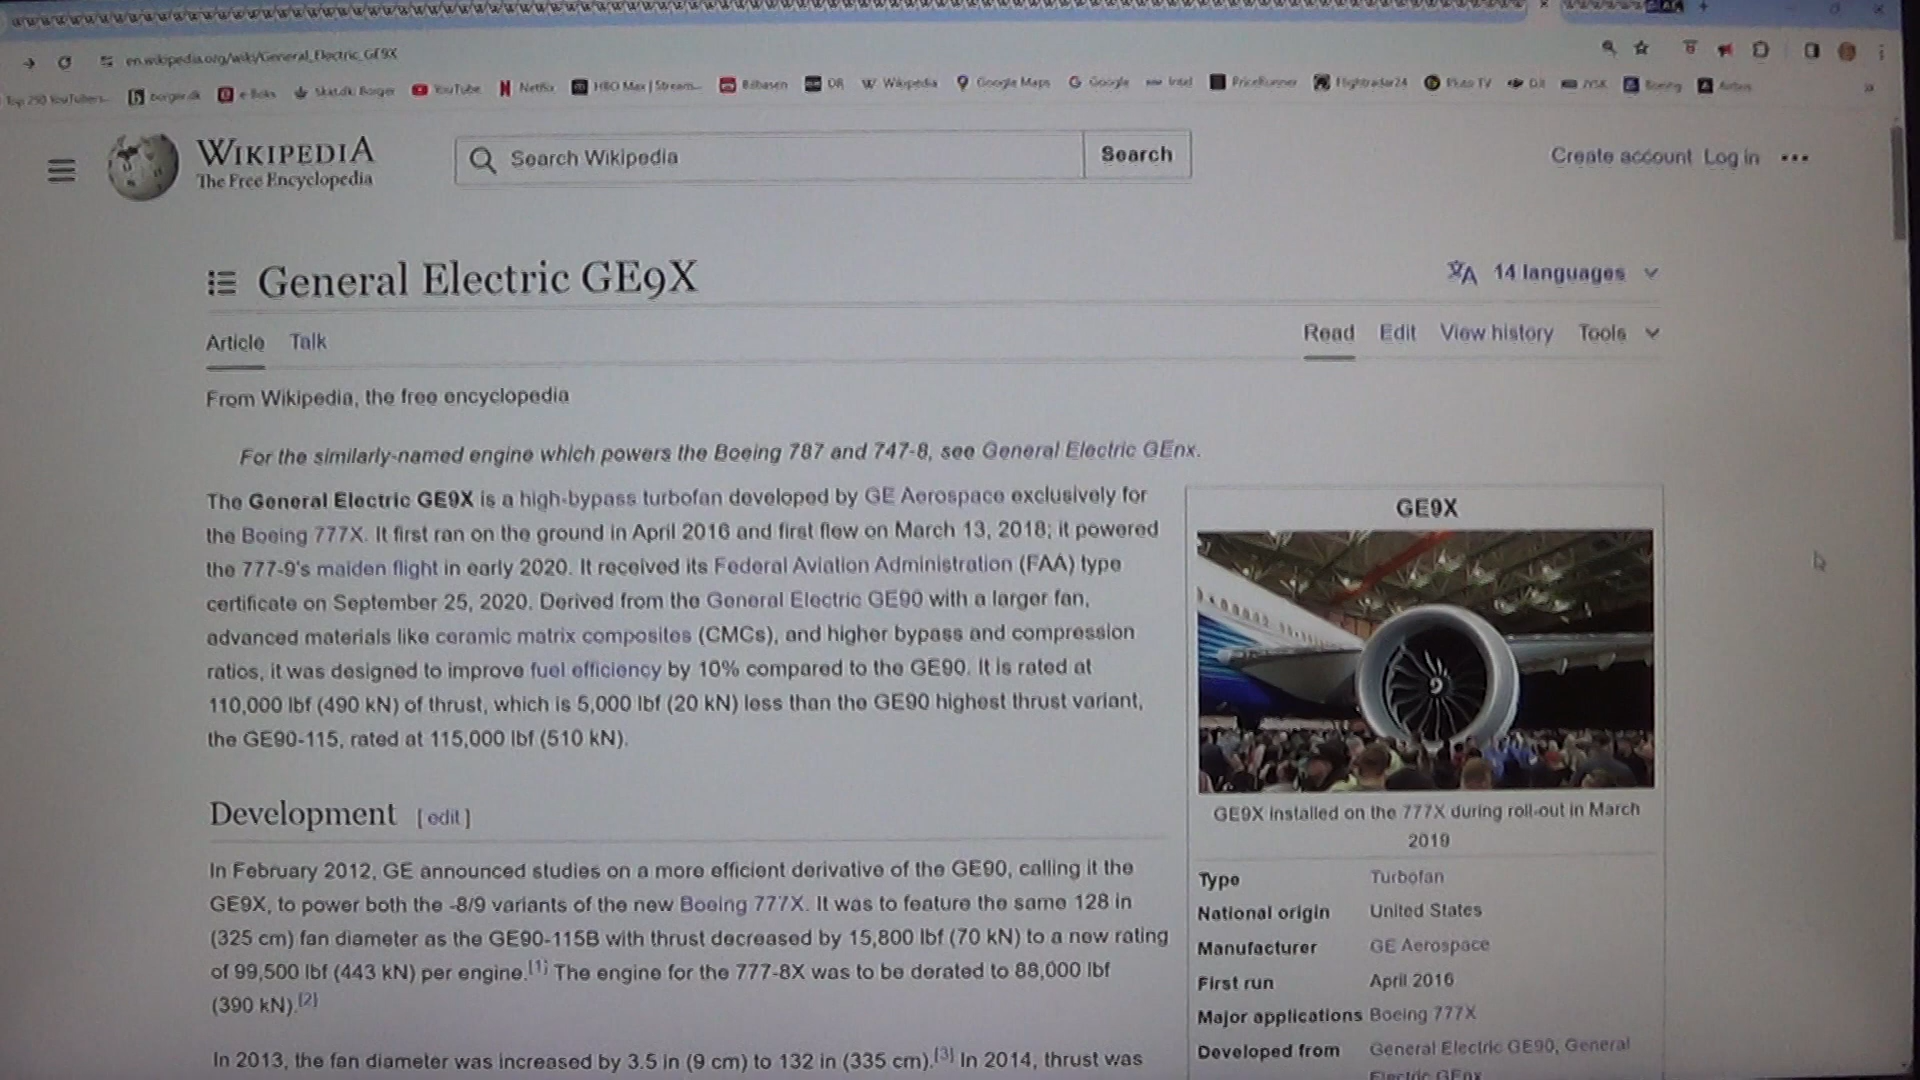 en.wikipedia.org/wiki/General_Electric_GE9X
Top 250 YouTubers... borger.dk e-Boks Skat.dk: Borger YouTube Netflix HBO Max | Stream... Bilbasen DR Wikipedia Google Maps Google Intel PriceRunner Flightradar24 Pluto TV DJI JYSK Boeing Airbus »
WIKIPEDIA
The Free Encyclopedia
Search Wikipedia
Search
Create account Log in •••
General Electric GE9X
14 languages
Article Talk
Read Edit View history Tools
From Wikipedia, the free encyclopedia
For the similarly-named engine which powers the Boeing 787 and 747-8, see General Electric GEnx.
The General Electric GE9X is a high-bypass turbofan developed by GE Aerospace exclusively for
the Boeing 777X. It first ran on the ground in April 2016 and first flew on March 13, 2018; it powered
the 777-9's maiden flight in early 2020. It received its Federal Aviation Administration (FAA) type
certificate on September 25, 2020. Derived from the General Electric GE90 with a larger fan,
advanced materials like ceramic matrix composites (CMCs), and higher bypass and compression
ratios, it was designed to improve fuel efficiency by 10% compared to the GE90. It is rated at
110,000 lbf (490 kN) of thrust, which is 5,000 lbf (20 kN) less than the GE90 highest thrust variant,
the GE90-115, rated at 115,000 lbf (510 kN).
Development [ edit ]
In February 2012, GE announced studies on a more efficient derivative of the GE90, calling it the
GE9X, to power both the -8/9 variants of the new Boeing 777X. It was to feature the same 128 in
(325 cm) fan diameter as the GE90-115B with thrust decreased by 15,800 lbf (70 kN) to a new rating
of 99,500 lbf (443 kN) per engine.[1] The engine for the 777-8X was to be derated to 88,000 lbf
(390 kN).[2]
In 2013, the fan diameter was increased by 3.5 in (9 cm) to 132 in (335 cm).[3] In 2014, thrust was
GE9X
GE9X installed on the 777X during roll-out in March
2019
Type Turbofan
National origin United States
Manufacturer GE Aerospace
First run April 2016
Major applications Boeing 777X
Developed from General Electric GE90, General
Electric GEnx